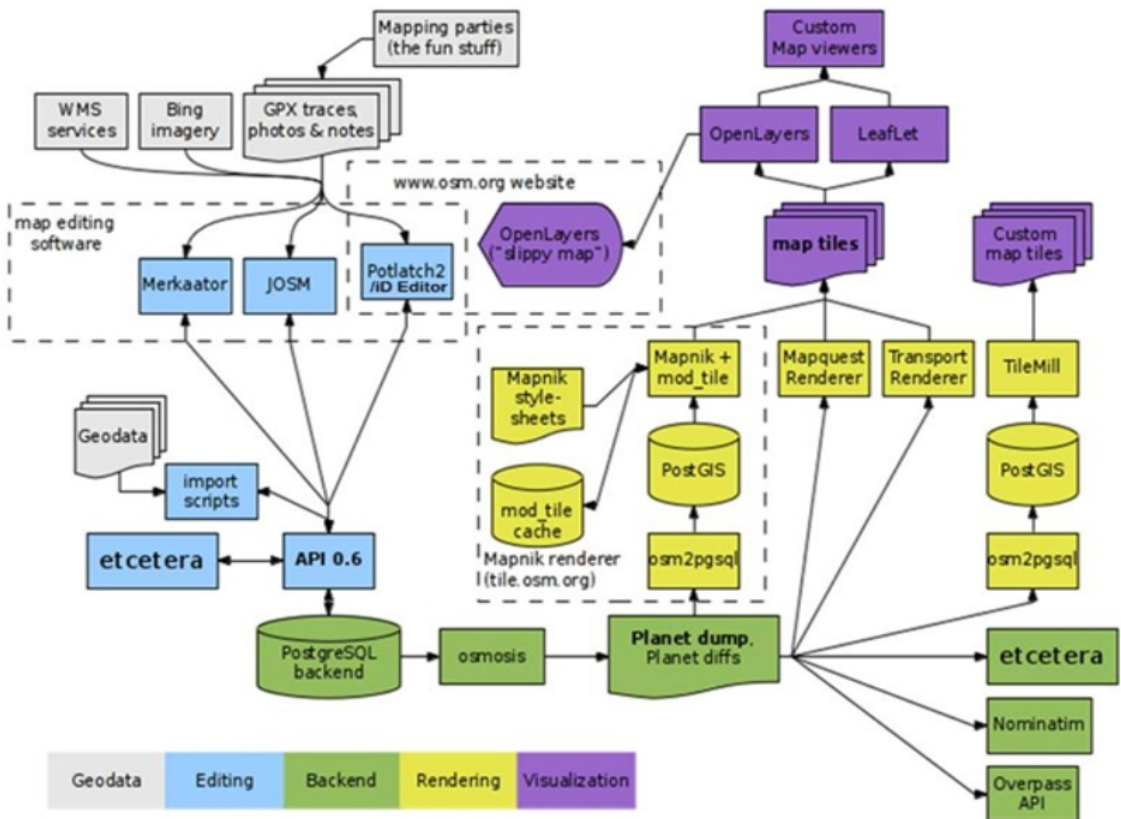 Mapping parties
(the fun stuff)
Custom
Map viewers
WMS
services
Bing
imagery
GPX traces,
photos & notes
OpenLayers
LeafLet
www.osm.org website
map editing
software
OpenLayers
("slippy map")
map tiles
Custom
map tiles
Merkaator
JOSM
Potlatch2
/iD Editor
Mapnik
style-
sheets
Mapnik +
mod_tile
Mapquest
Renderer
Transport
Renderer
TileMill
Geodata
import
scripts
PostGIS
PostGIS
mod_tile
cache
Mapnik renderer
(tile.osm.org)
osm2pgsql
osm2pgsql
etcetera
API 0.6
PostgreSQL
backend
osmosis
Planet dump,
Planet diffs
etcetera
Nominatim
Overpass
API
Geodata
Editing
Backend
Rendering
Visualization